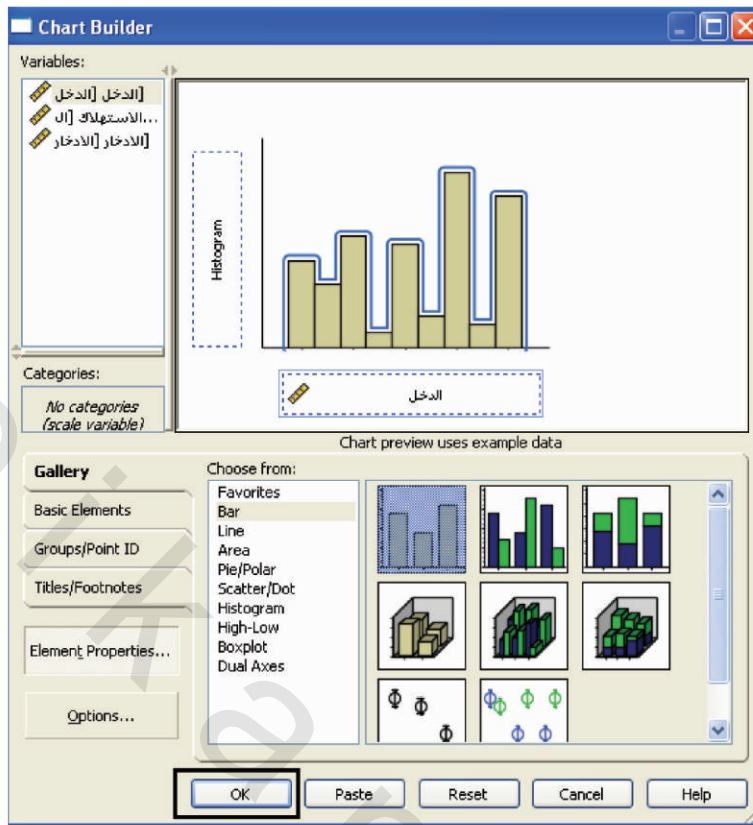 Chart Builder
Variables:
[الدخل [الدخل
...الاستهلاك [ال
[الادخار [الادخار
Histogram
الدخل
Categories:
No categories
(scale variable)
Chart preview uses example data
Gallery
Basic Elements
Groups/Point ID
Titles/Footnotes
Element Properties...
Options...
Choose from:
Favorites
Bar
Line
Area
Pie/Polar
Scatter/Dot
Histogram
High-Low
Boxplot
Dual Axes
OK
Paste
Reset
Cancel
Help